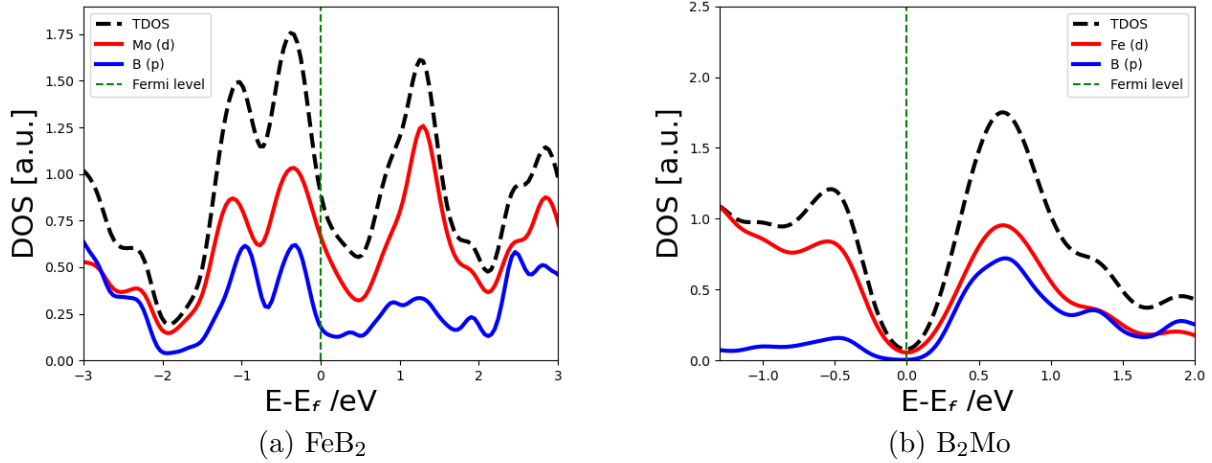 DOS [a.u.]
1.75
1.50
1.25
1.00
0.75
0.50
0.25
0.00
TDOS
Mo (d)
B (p)
Fermi level
−3 −2 −1 0 1 2 3
E-E_f /eV
(a) FeB₂
DOS [a.u.]
2.5
2.0
1.5
1.0
0.5
0.0
TDOS
Fe (d)
B (p)
Fermi level
−1.0 −0.5 0.0 0.5 1.0 1.5 2.0
E-E_f /eV
(b) B₂Mo